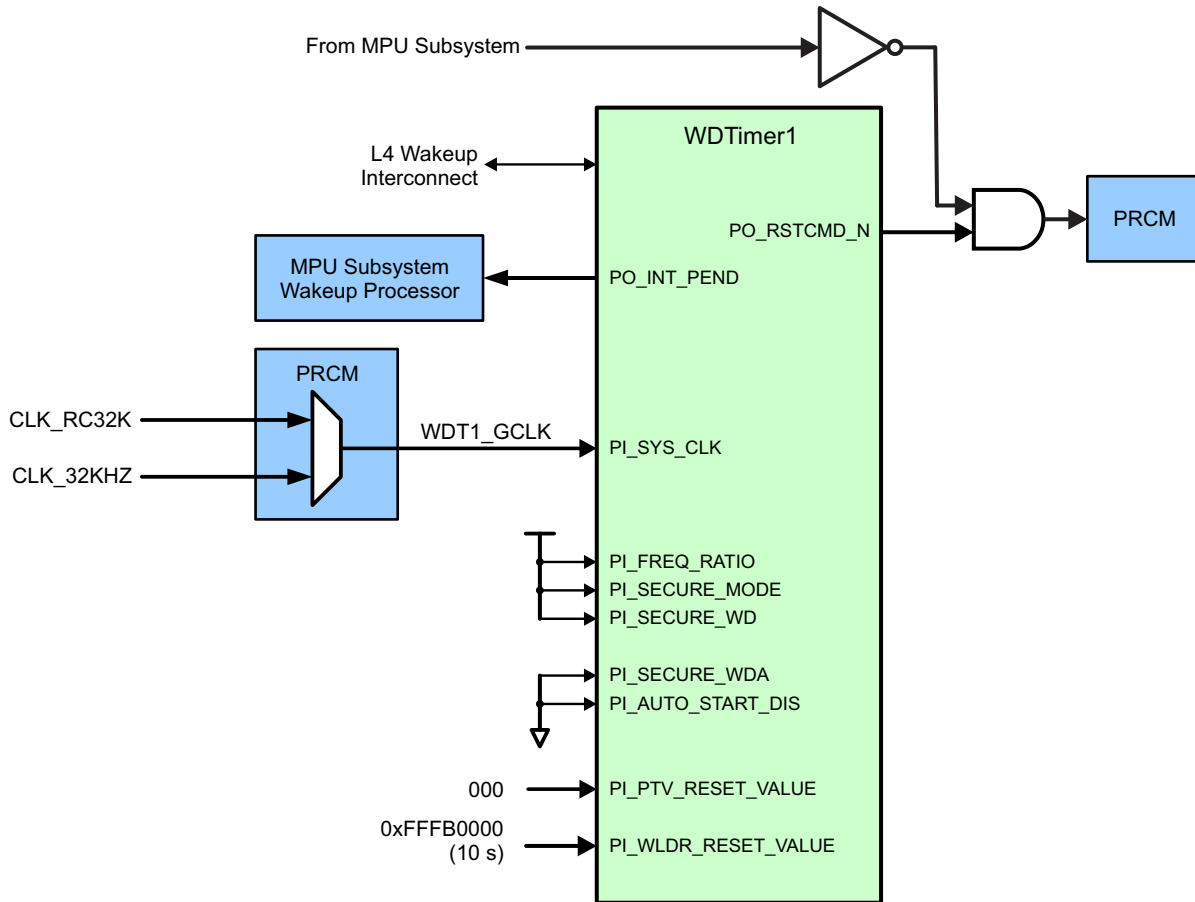 From MPU Subsystem
WDTimer1
L4 Wakeup
Interconnect
PO_RSTCMD_N
PRCM
MPU Subsystem
Wakeup Processor
PO_INT_PEND
PRCM
CLK_RC32K
WDT1_GCLK
PI_SYS_CLK
CLK_32KHZ
PI_FREQ_RATIO
PI_SECURE_MODE
PI_SECURE_WD
PI_SECURE_WDA
PI_AUTO_START_DIS
000
PI_PTV_RESET_VALUE
0xFFFB0000
(10 s)
PI_WLDR_RESET_VALUE